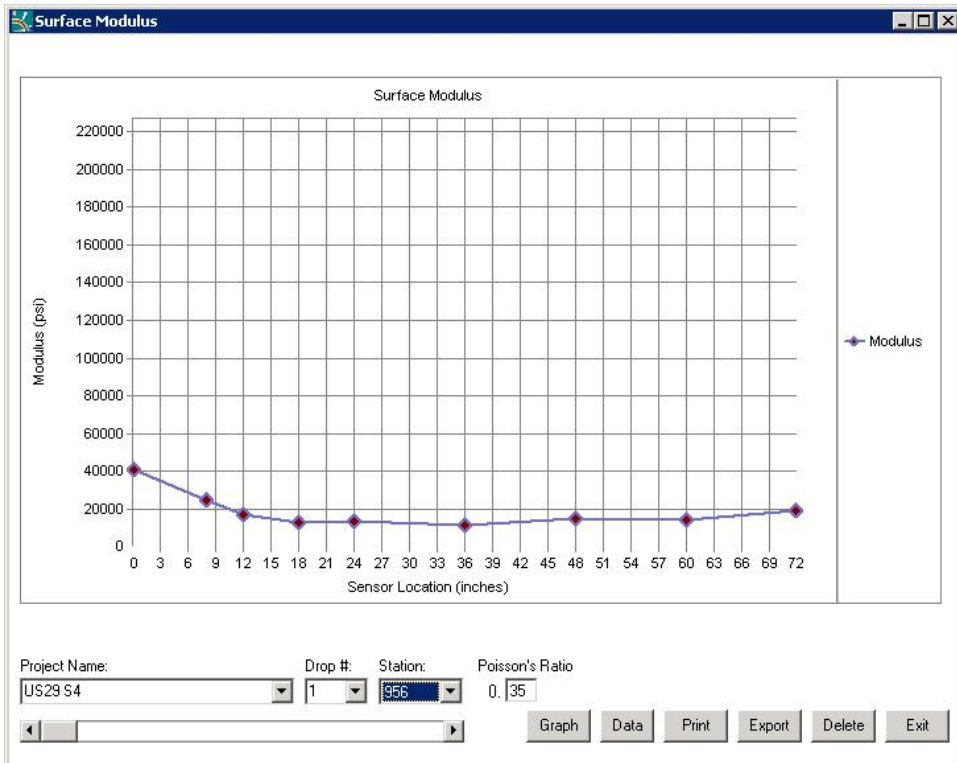 Surface Modulus
Surface Modulus
220000
200000
180000
160000
140000
120000
100000
80000
60000
40000
20000
0
Modulus (psi)
0 3 6 9 12 15 18 21 24 27 30 33 36 39 42 45 48 51 54 57 60 63 66 69 72
Sensor Location (inches)
Modulus
Project Name: Drop #: Station: Poisson's Ratio
US29 S4 1 956 0. 35
Graph Data Print Export Delete Exit